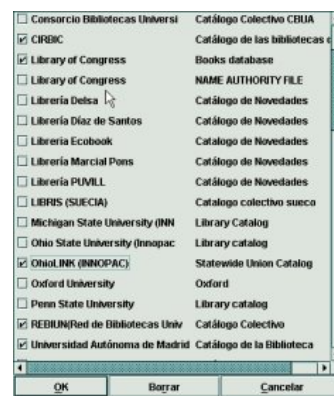 Consorcio Bibliotecas Universi Catálogo Colectivo CBUA
CIRBIC Catálogo de las bibliotecas
Library of Congress Books database
Library of Congress NAME AUTHORITY FILE
Librería Delsa Catálogo de Novedades
Librería Díaz de Santos Catálogo de Novedades
Libreria Ecobook Catálogo de Novedades
Librería Marcial Pons Catálogo de Novedades
Librería PUVILL Catálogo de Novedades
LIBRIS (SUECIA) Catalogo colectivo sueco
Michigan State University (INN Library Catalog
Ohio State University (Innopac Library catalog
OhioLINK (INNOPAC) Statewide Union Catalog
Oxford University Oxford
Penn State University Library catalog
REBIUN(Red de Bibliotecas Univ Catálogo Colectivo
Universidad Autónoma de Madrid Catálogo de la Biblioteca
OK Borrar Cancelar